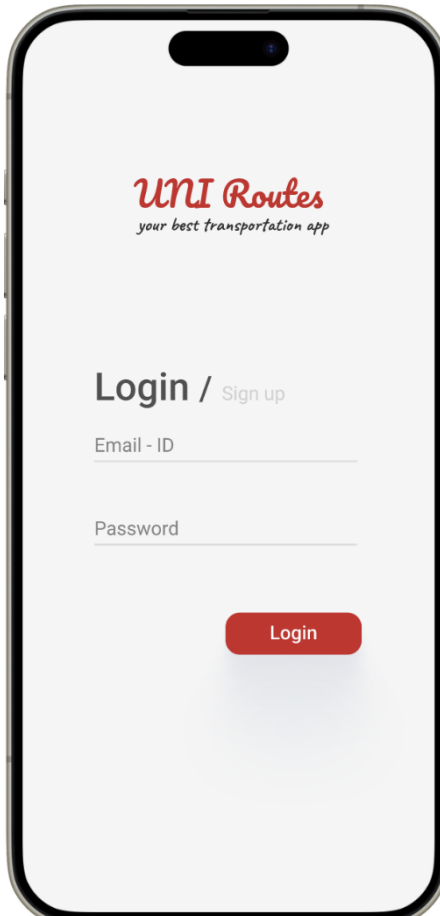 UNI Routes
your best transportation app
Login / Sign up
Email - ID
Password
Login